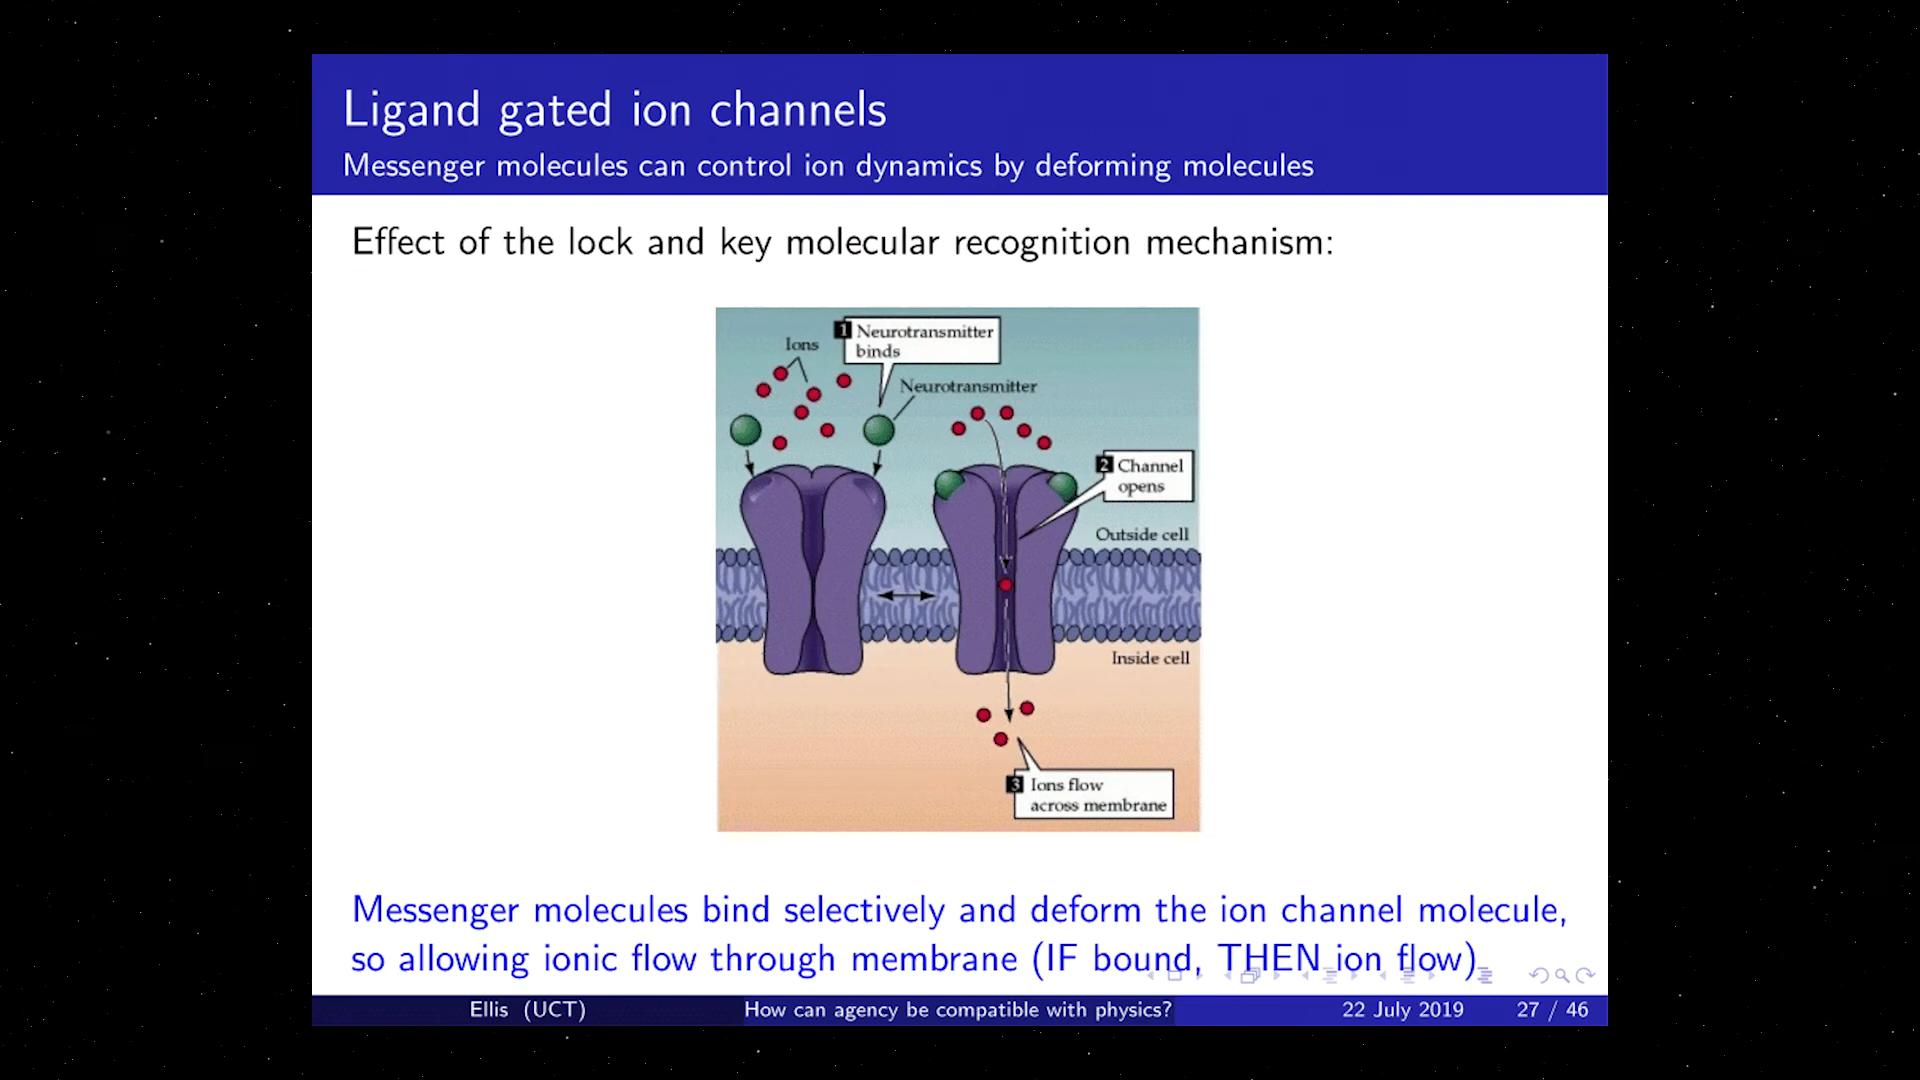 Ligand gated ion channels
Messenger molecules can control ion dynamics by deforming molecules
Effect of the lock and key molecular recognition mechanism:
1 Neurotransmitter
binds
Ions
Neurotransmitter
2 Channel
opens
Outside cell
Inside cell
3 Ions flow
across membrane
Messenger molecules bind selectively and deform the ion channel molecule,
so allowing ionic flow through membrane (IF bound, THEN ion flow)
Ellis (UCT) How can agency be compatible with physics? 22 July 2019 27 / 46